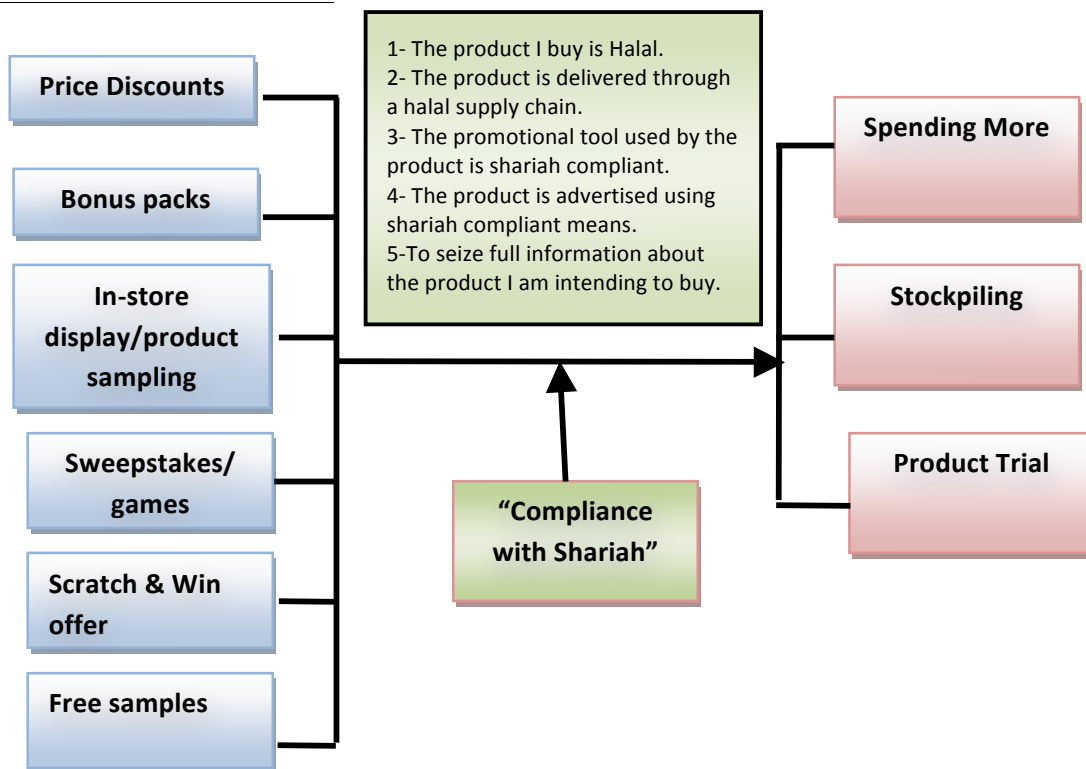 Price Discounts
Bonus packs
In-store
display/product
sampling
Sweepstakes/
games
Scratch & Win
offer
Free samples
1- The product I buy is Halal.
2- The product is delivered through
a halal supply chain.
3- The promotional tool used by the
product is shariah compliant.
4- The product is advertised using
shariah compliant means.
5-To seize full information about
the product I am intending to buy.
“Compliance
with Shariah”
Spending More
Stockpiling
Product Trial